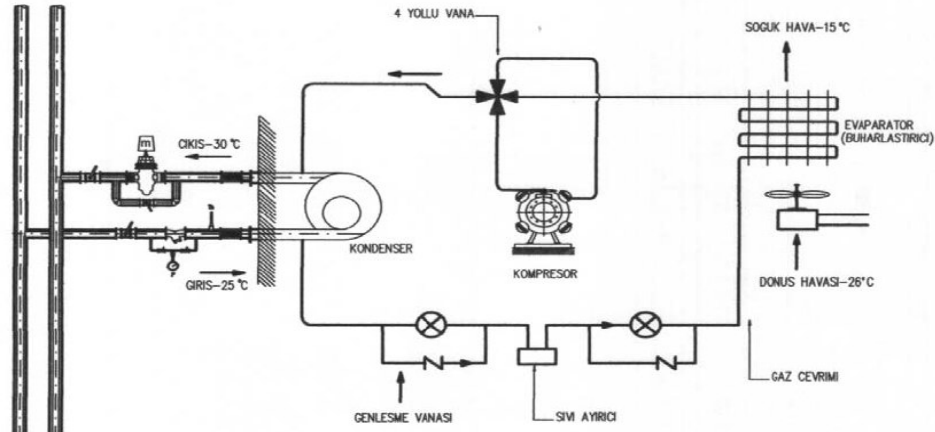 4 YOLLU VANA
SOGUK HAVA-15°C
m
CIKIS-30°C
EVAPARATOR
(BUHARLASTIRICI)
KONDENSER
KOMPRESOR
GIRIS-25°C
DONUS HAVASI-26°C
GENLESME VANASI
SIVI AYIRICI
GAZ CEVRIMI